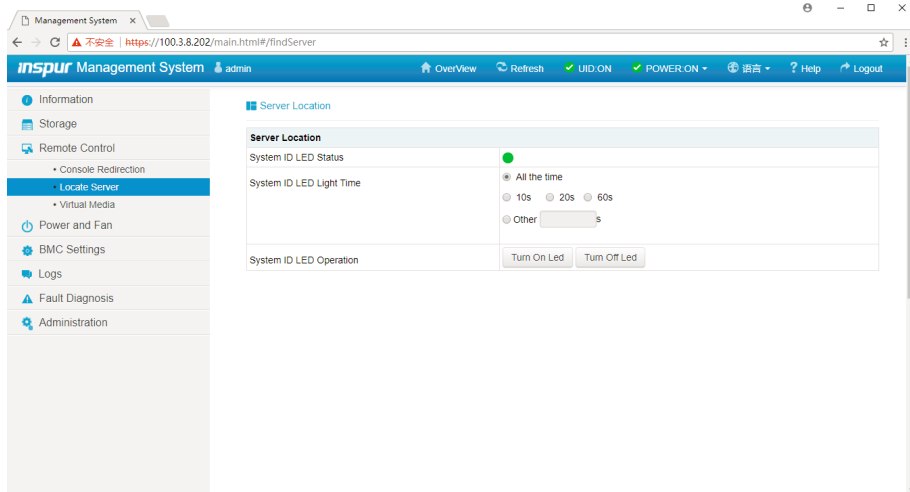 Management System
不安全 | https://100.3.8.202/main.html#/findServer
inspur Management System admin OverView Refresh UID:ON POWER:ON 语言 Help Logout
Information
Storage
Remote Control
• Console Redirection
• Locate Server
• Virtual Media
Power and Fan
BMC Settings
Logs
Fault Diagnosis
Administration
Server Location
Server Location
System ID LED Status
System ID LED Light Time
All the time
10s 20s 60s
Other s
System ID LED Operation
Turn On Led Turn Off Led